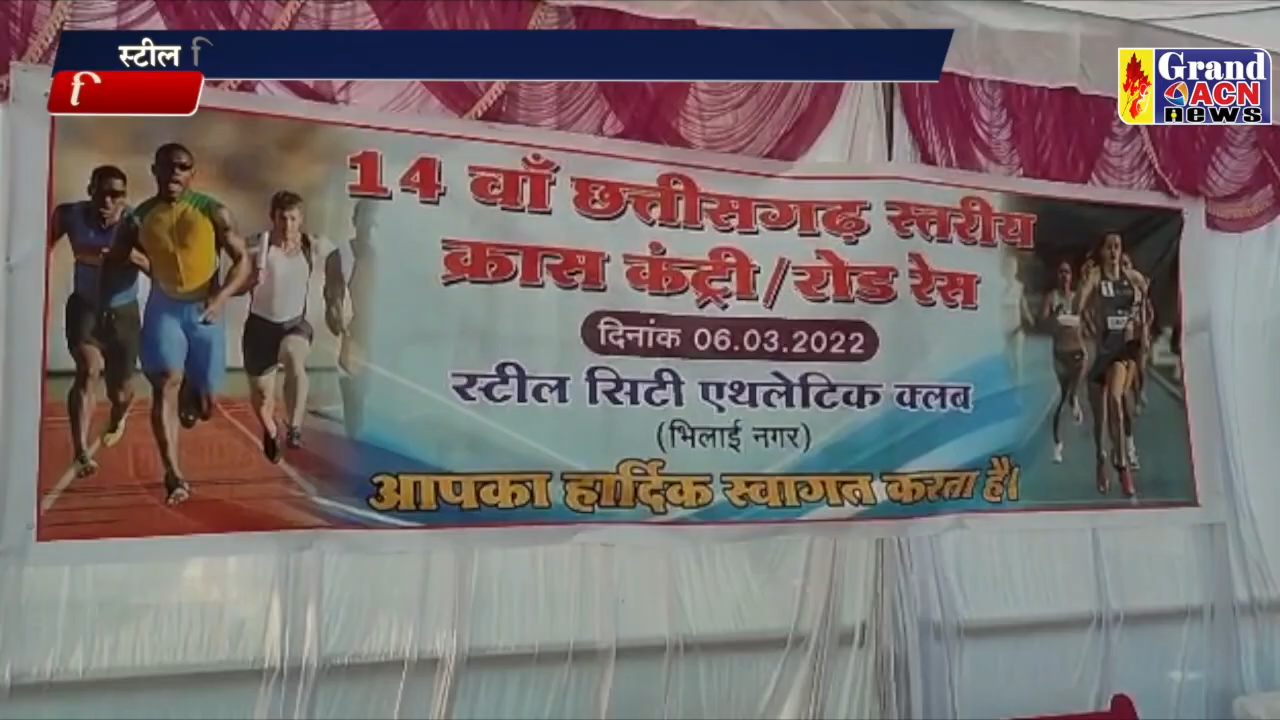 स्टील
Grand
ACN
news
14 वाँ छत्तीसगढ़ स्तरीय
क्रास कंट्री/रोड रेस
दिनांक 06.03.2022
स्टील सिटी एथलेटिक क्लब
(भिलाई नगर)
आपका हार्दिक स्वागत करता है।